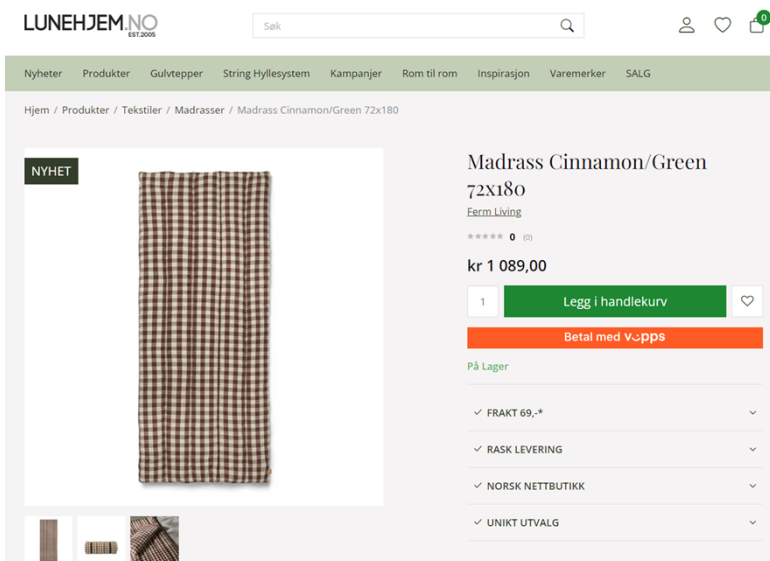 LUNEHJEM.NO
EST.2005
Søk
0
Nyheter Produkter Gulvtepper String Hyllesystem Kampanjer Rom til rom Inspirasjon Varemerker SALG
Hjem / Produkter / Tekstiler / Madrasser / Madrass Cinnamon/Green 72x180
NYHET
Madrass Cinnamon/Green
72x180
Ferm Living
0 (0)
kr 1 089,00
1
Legg i handlekurv
Betal med vipps
På Lager
FRAKT 69,-*
RASK LEVERING
NORSK NETTBUTIKK
UNIKT UTVALG